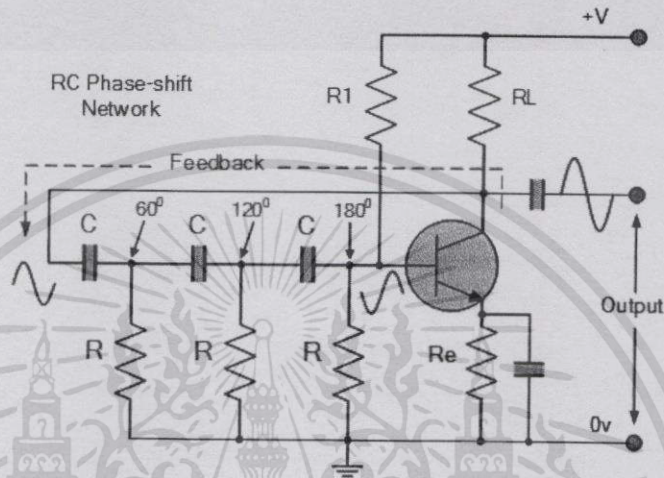 +V
RC Phase-shift
Network
R1
RL
Feedback
C
60⁰
C
120⁰
C
180⁰
Output
R
R
R
Re
0v